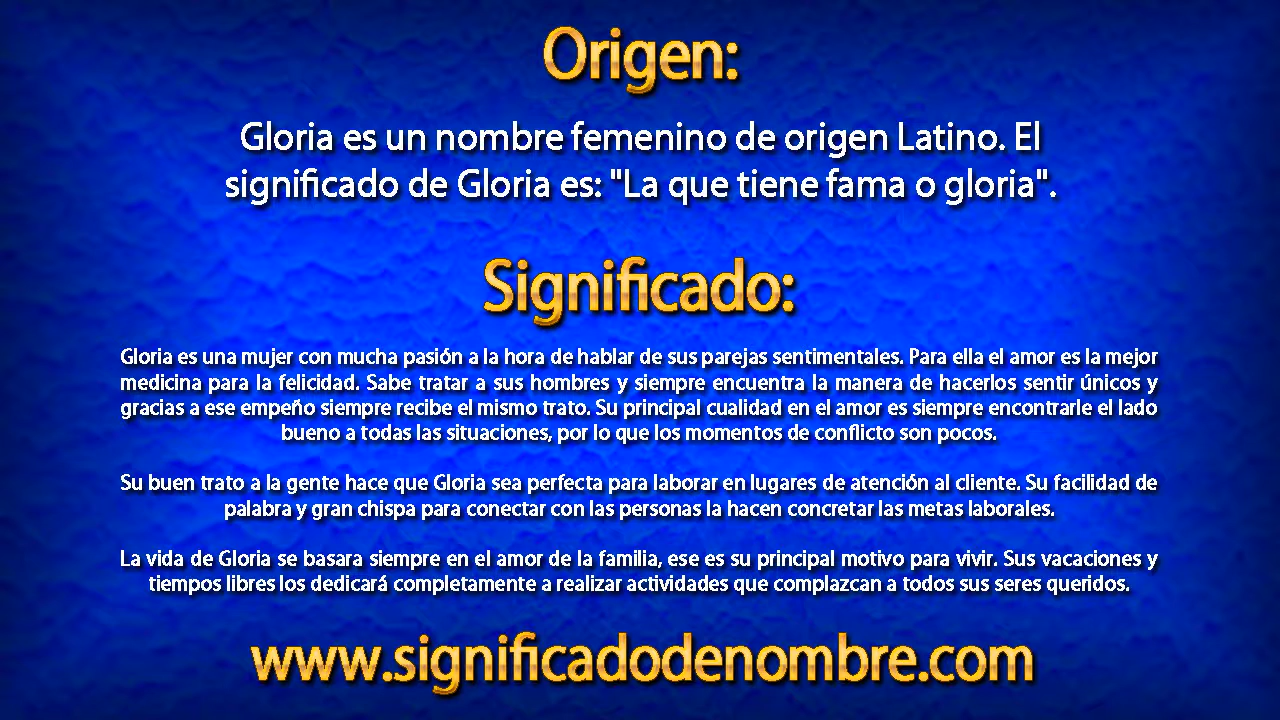 Origen:
Gloria es un nombre femenino de origen Latino. El
significado de Gloria es: "La que tiene fama o gloria".
Significado:
Gloria es una mujer con mucha pasión a la hora de hablar de sus parejas sentimentales. Para ella el amor es la mejor
medicina para la felicidad. Sabe tratar a sus hombres y siempre encuentra la manera de hacerlos sentir únicos y
gracias a ese empeño siempre recibe el mismo trato. Su principal cualidad en el amor es siempre encontrarle el lado
bueno a todas las situaciones, por lo que los momentos de conflicto son pocos.
Su buen trato a la gente hace que Gloria sea perfecta para laborar en lugares de atención al cliente. Su facilidad de
palabra y gran chispa para conectar con las personas la hacen concretar las metas laborales.
La vida de Gloria se basara siempre en el amor de la familia, ese es su principal motivo para vivir. Sus vacaciones y
tiempos libres los dedicará completamente a realizar actividades que complazcan a todos sus seres queridos.
www.significadodenombre.com